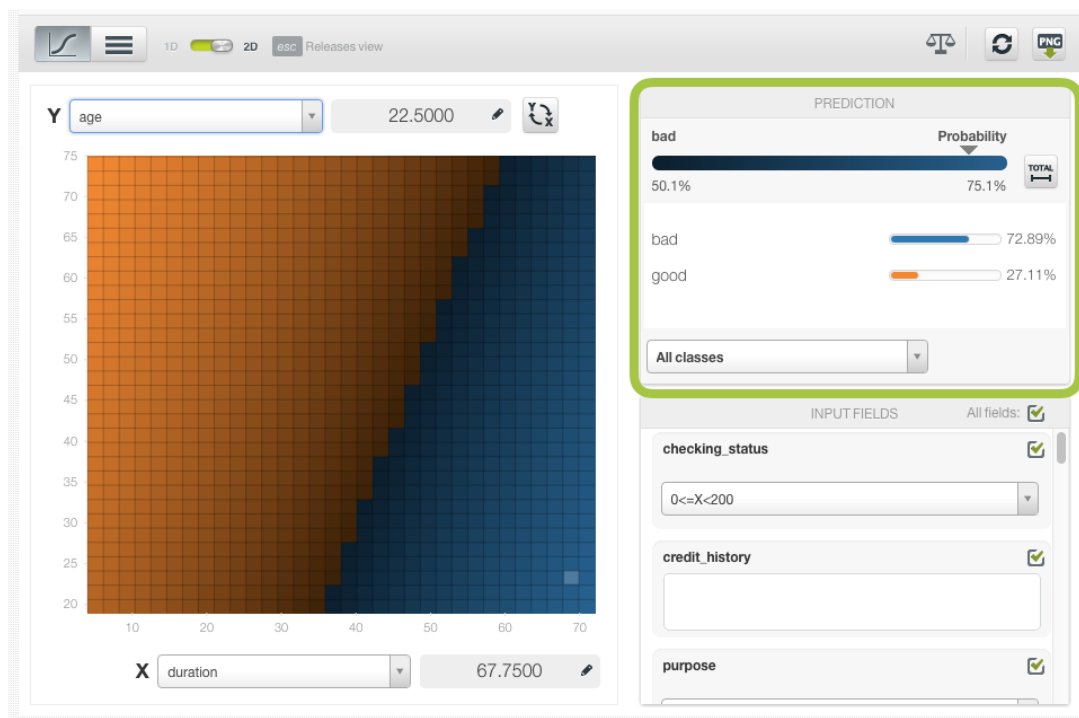 1D 2D esc Releases view PNG
Y age 22.5000 Y X
75
70
65
60
55
50
45
40
35
30
25
20
10 20 30 40 50 60 70
X duration 67.7500
PREDICTION
bad Probability
TOTAL
50.1% 75.1%
bad 72.89%
good 27.11%
All classes
INPUT FIELDS All fields:
checking_status
0<=X<200
credit_history
purpose